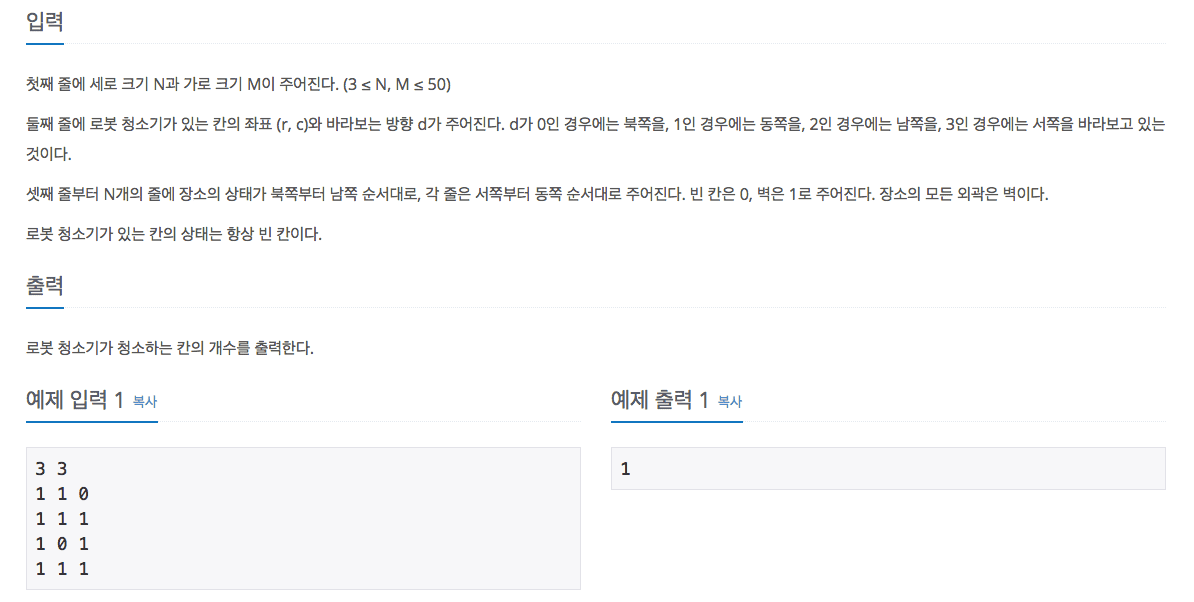 입력
첫째 줄에 세로 크기 N과 가로 크기 M이 주어진다. (3 ≤ N, M ≤ 50)
둘째 줄에 로봇 청소기가 있는 칸의 좌표 (r, c)와 바라보는 방향 d가 주어진다. d가 0인 경우에는 북쪽을, 1인 경우에는 동쪽을, 2인 경우에는 남쪽을, 3인 경우에는 서쪽을 바라보고 있는
것이다.
셋째 줄부터 N개의 줄에 장소의 상태가 북쪽부터 남쪽 순서대로, 각 줄은 서쪽부터 동쪽 순서대로 주어진다. 빈 칸은 0, 벽은 1로 주어진다. 장소의 모든 외곽은 벽이다.
로봇 청소기가 있는 칸의 상태는 항상 빈 칸이다.
출력
로봇 청소기가 청소하는 칸의 개수를 출력한다.
예제 입력 1 복사
3 3
1 1 0
1 1 1
1 0 1
1 1 1
예제 출력 1 복사
1